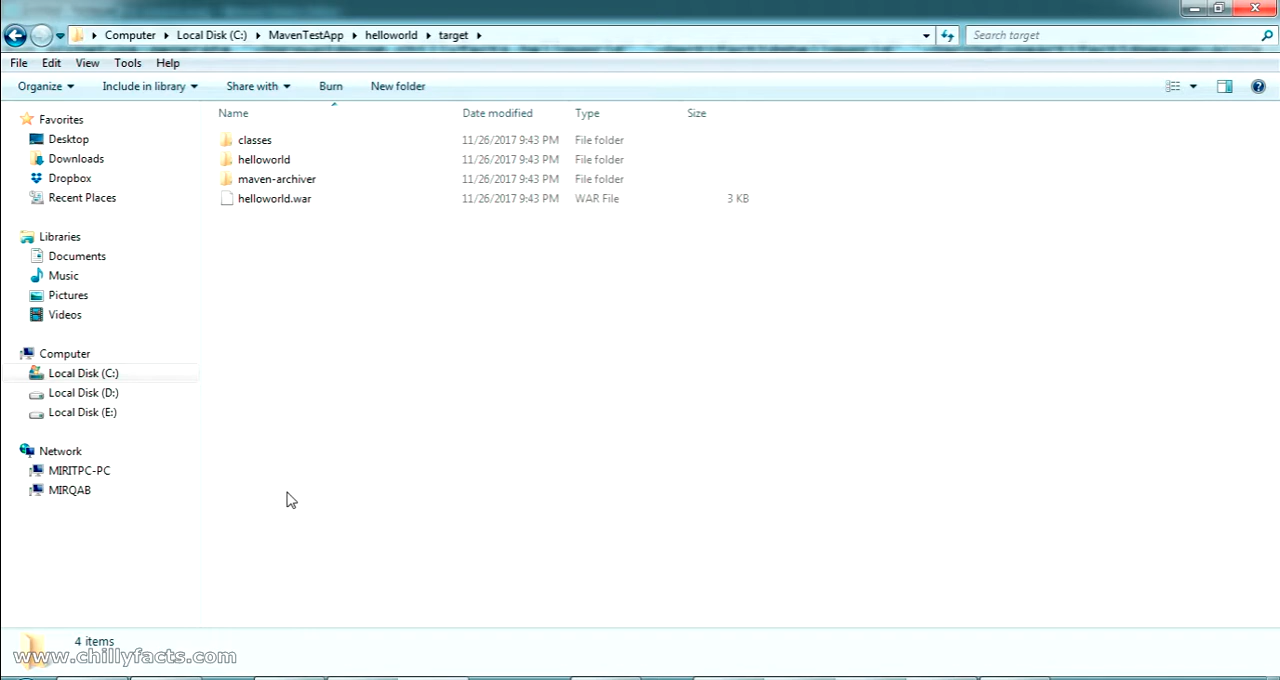 Computer Local Disk (C:) MavenTestApp helloworld target Search target
File Edit View Tools Help
Organize Include in library Share with Burn New folder
Name Date modified Type Size
Favorites
Desktop
Downloads
Dropbox
Recent Places
Libraries
Documents
Music
Pictures
Videos
Computer
Local Disk (C:)
Local Disk (D:)
Local Disk (E:)
Network
MIRITPC-PC
MIRQAB
classes 11/26/2017 9:43 PM File folder
helloworld 11/26/2017 9:43 PM File folder
maven-archiver 11/26/2017 9:43 PM File folder
helloworld.war 11/26/2017 9:43 PM WAR File 3 KB
4 items
www.chillyfacts.com